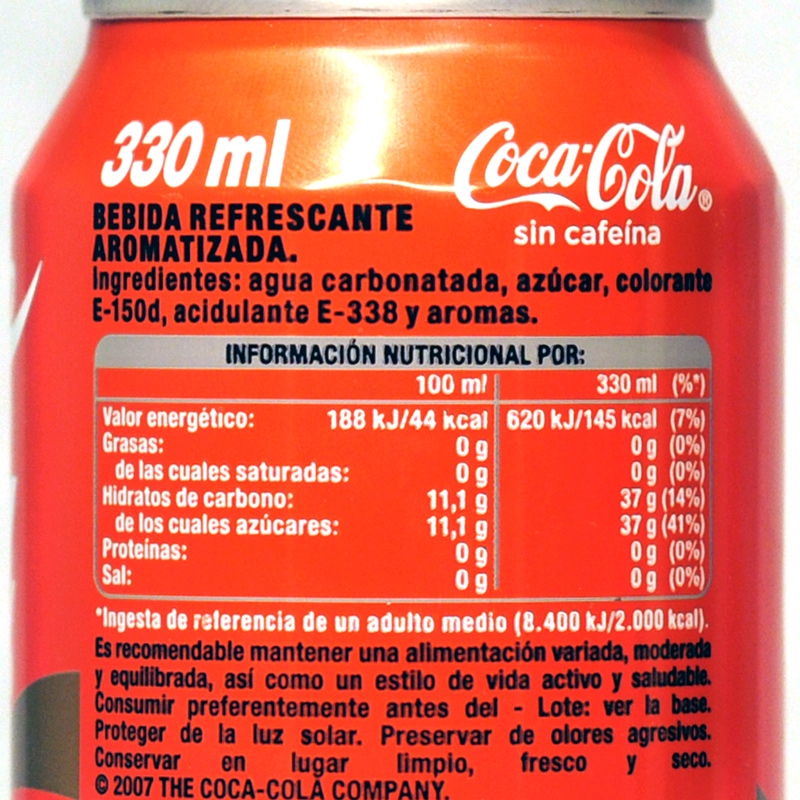 330 ml
Coca-Cola®
sin cafeína
BEBIDA REFRESCANTE
AROMATIZADA.
Ingredientes: agua carbonatada, azúcar, colorante
E-150d, acidulante E-338 y aromas.
INFORMACIÓN NUTRICIONAL POR:
100 ml 330 ml (%*)
Valor energético: 188 kJ/44 kcal 620 kJ/145 kcal (7%)
Grasas: 0 g 0 g (0%)
de las cuales saturadas: 0 g 0 g (0%)
Hidratos de carbono: 11,1 g 37 g (14%)
de los cuales azúcares: 11,1 g 37 g (41%)
Proteínas: 0 g 0 g (0%)
Sal: 0 g 0 g (0%)
*Ingesta de referencia de un adulto medio (8.400 kJ/2.000 kcal).
Es recomendable mantener una alimentación variada, moderada
y equilibrada, así como un estilo de vida activo y saludable.
Consumir preferentemente antes del - Lote: ver la base.
Proteger de la luz solar. Preservar de olores agresivos.
Conservar en lugar limpio, fresco y seco.
© 2007 THE COCA-COLA COMPANY.